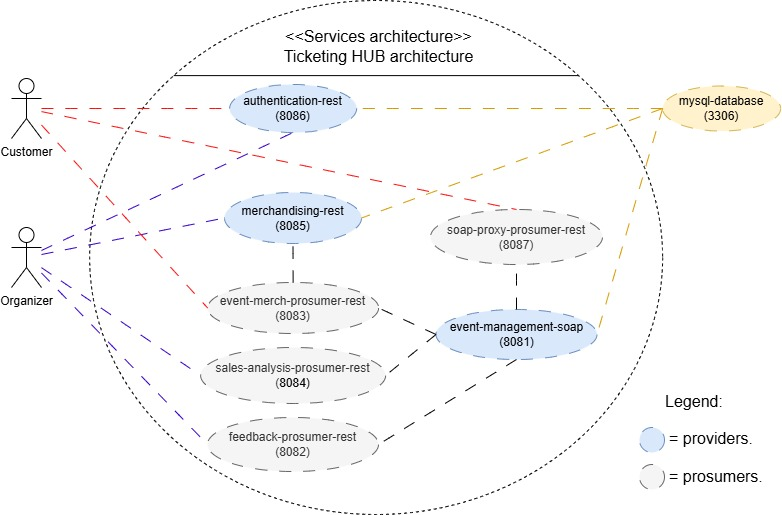 <<Services architecture>>
Ticketing HUB architecture
authentication-rest
(8086)
mysql-database
(3306)
Customer
merchandising-rest
(8085)
soap-proxy-prosumer-rest
(8087)
Organizer
event-merch-prosumer-rest
(8083)
event-management-soap
(8081)
sales-analysis-prosumer-rest
(8084)
feedback-prosumer-rest
(8082)
Legend:
= providers.
= prosumers.